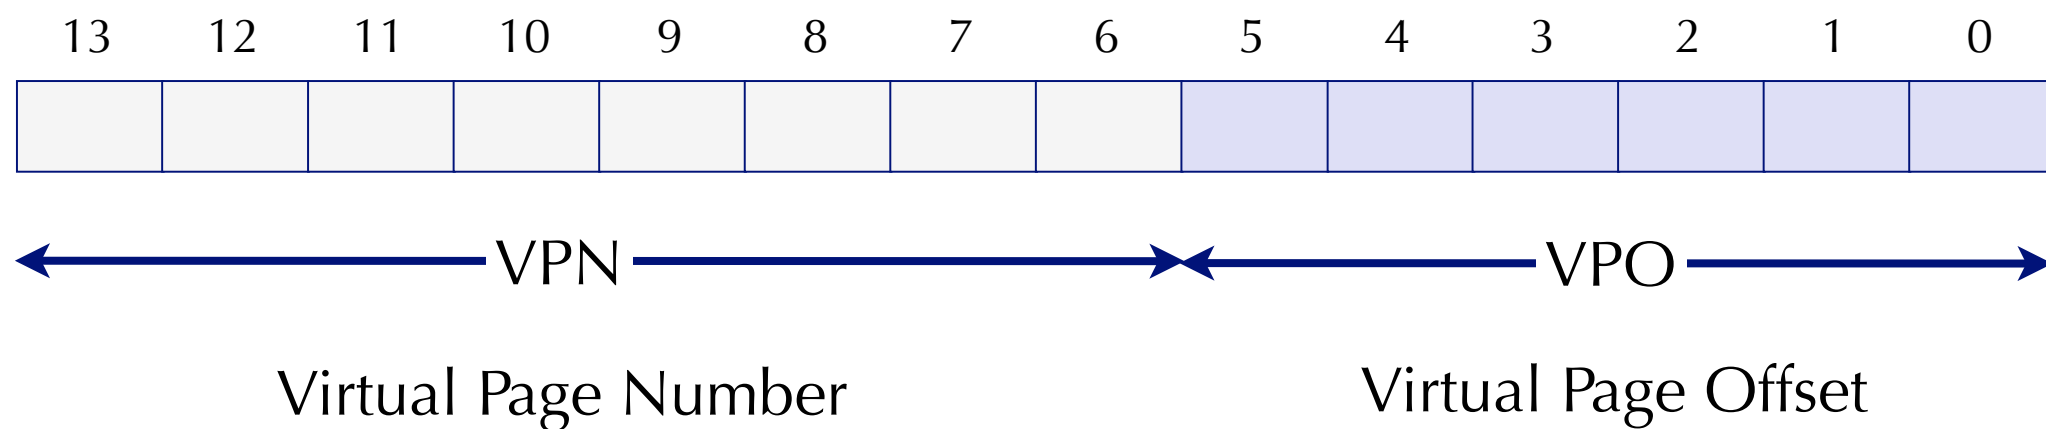 13 12 11 10 9 8 7 6 5 4 3 2 1 0
VPN VPO
Virtual Page Number Virtual Page Offset